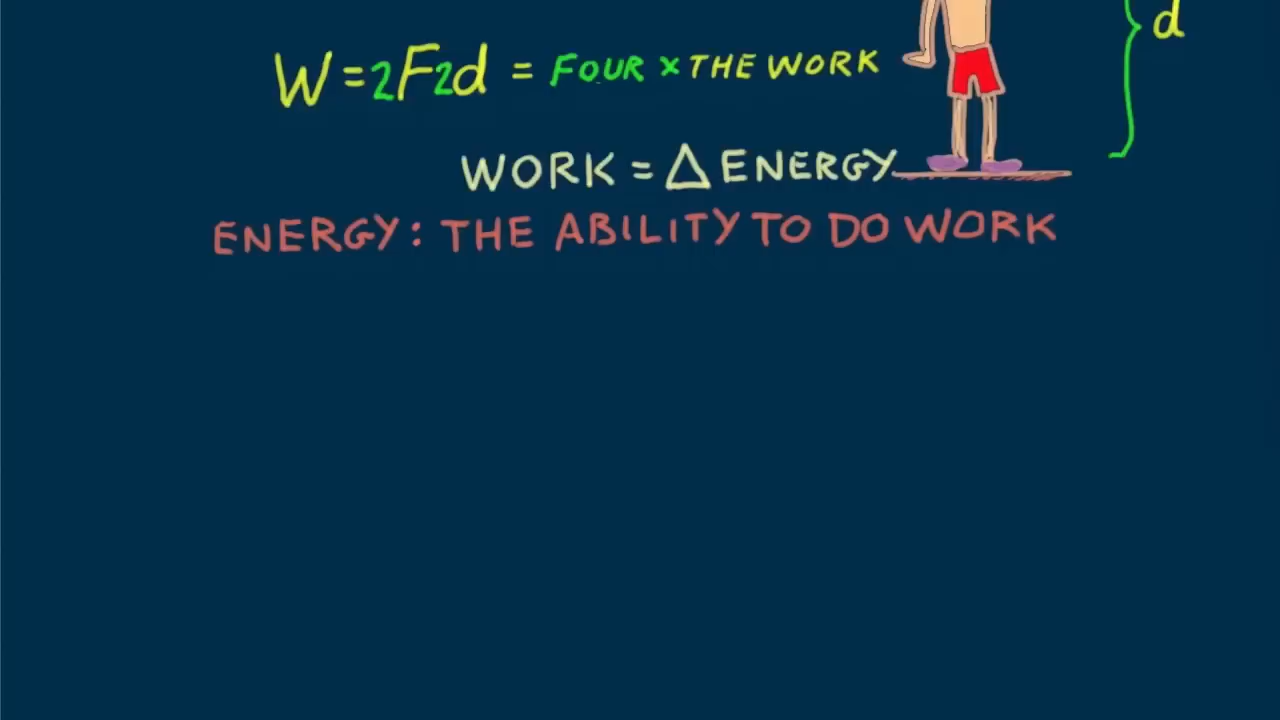 d
W = 2F2d = FOUR × THE WORK
WORK = Δ ENERGY
ENERGY: THE ABILITY TO DO WORK